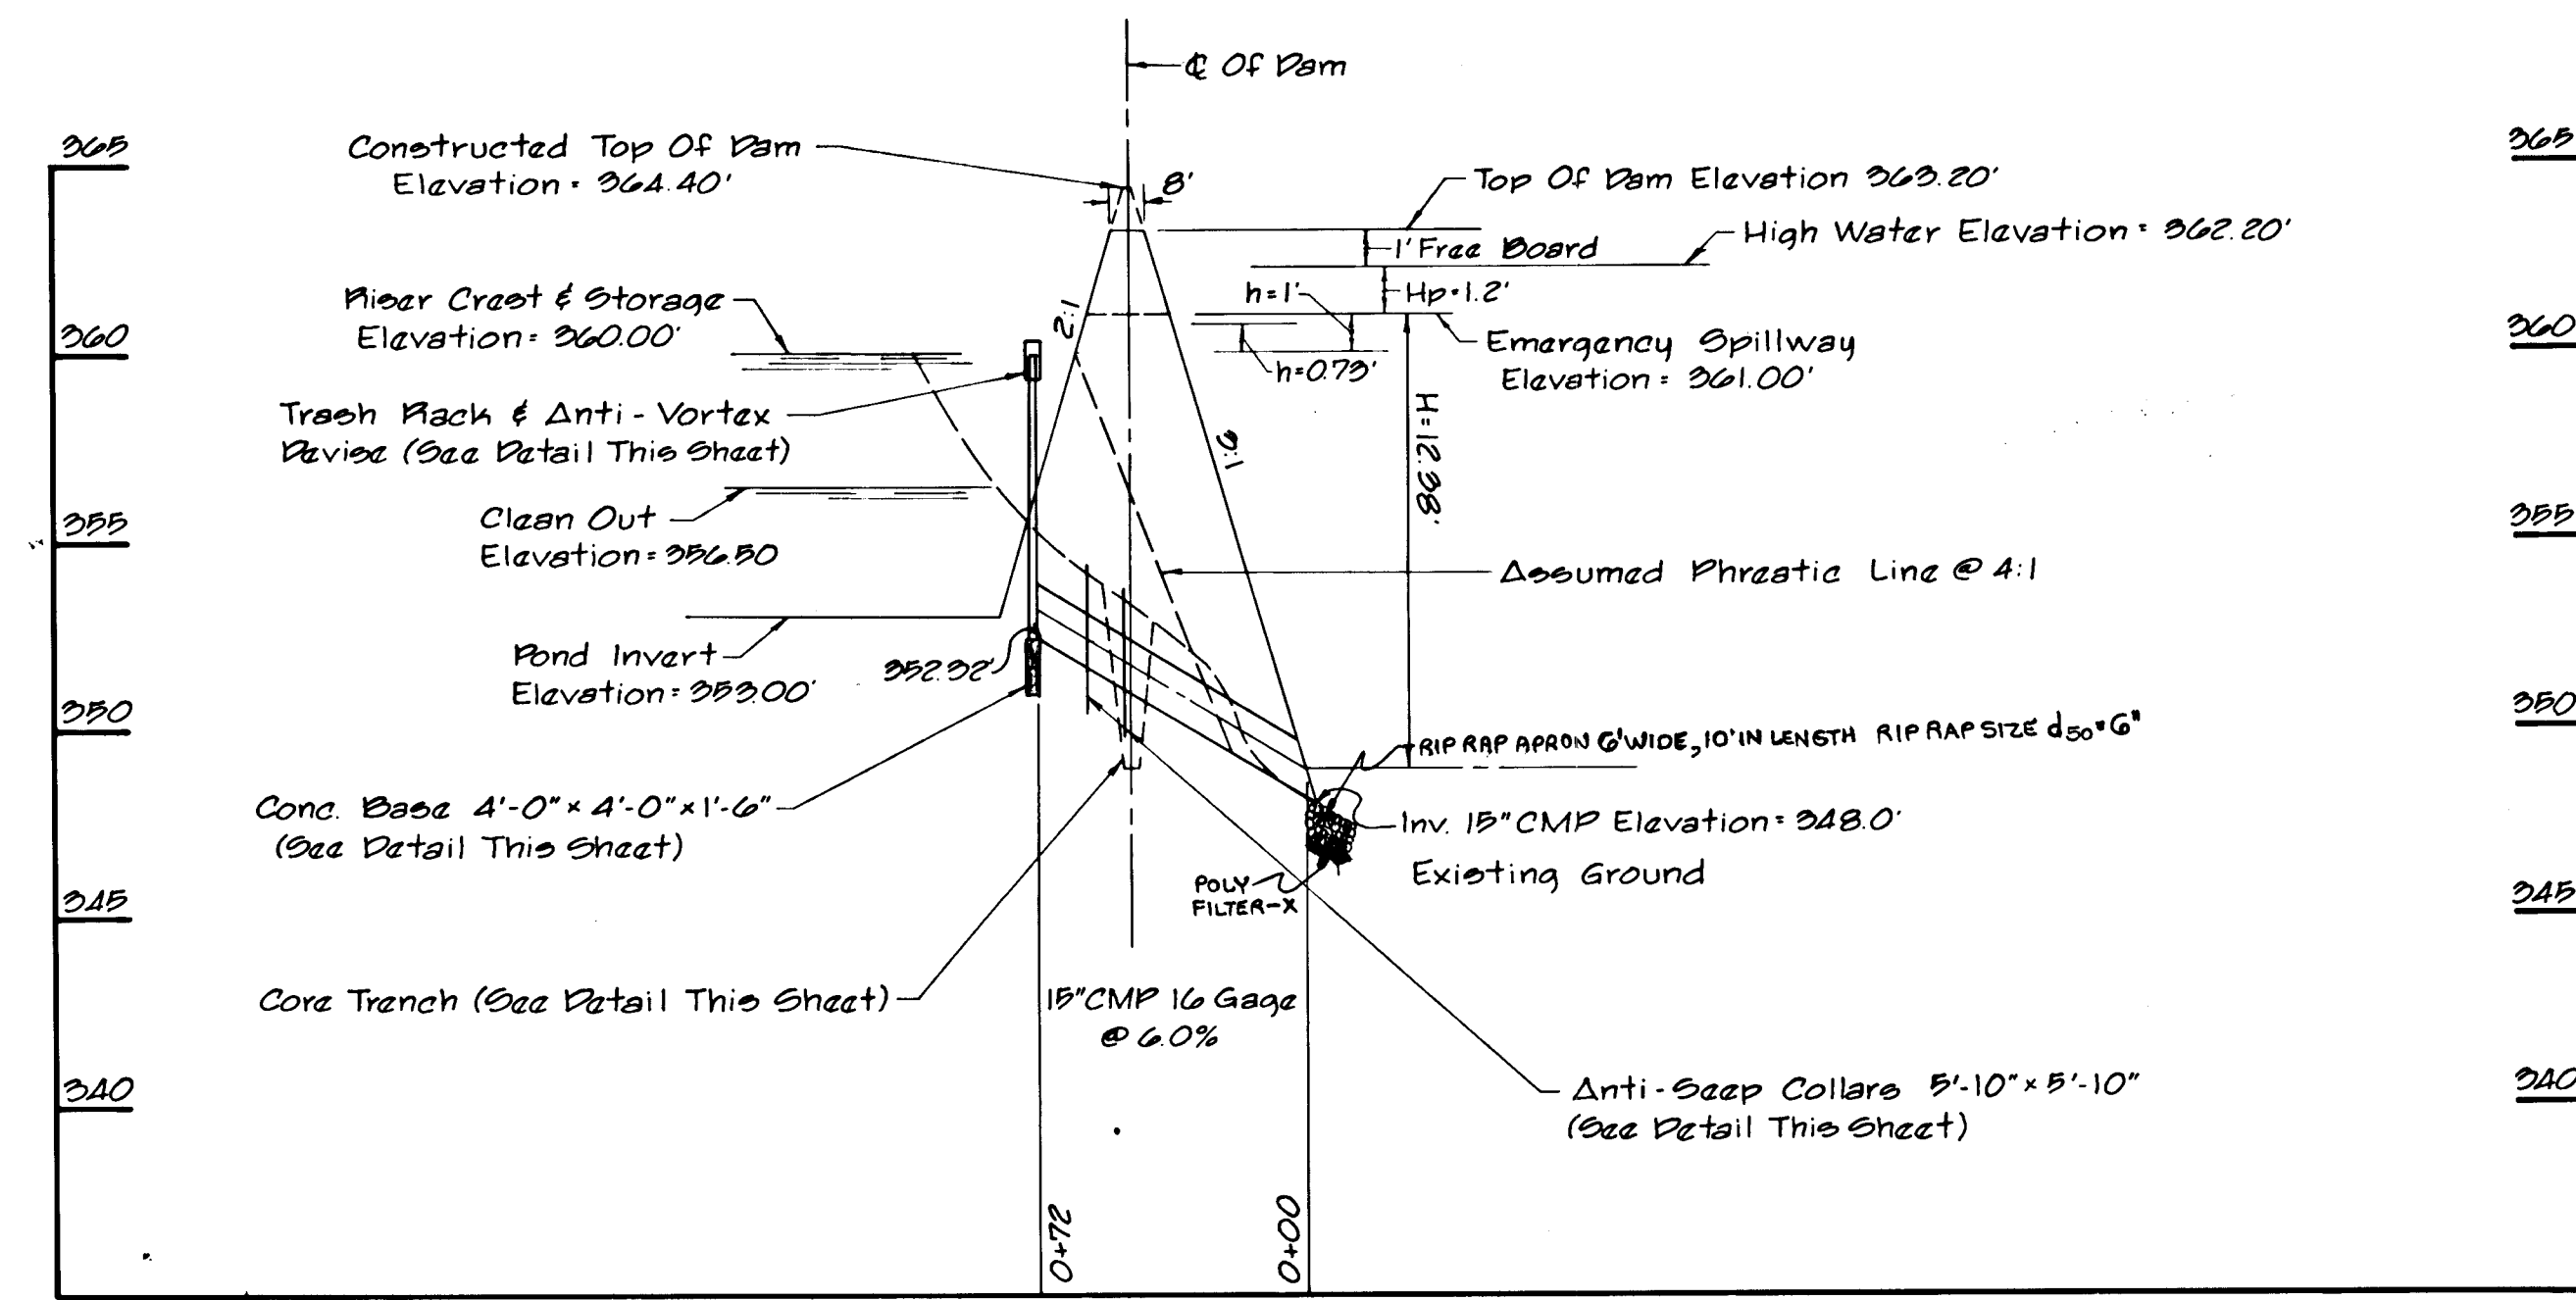 ℄ Of Dam
365
Constructed Top Of Dam
Elevation = 364.40'
8'
Top Of Dam Elevation 363.20'
365
1' Free Board
High Water Elevation = 362.20'
Riser Crest & Storage
Elevation = 360.00'
2:1
h=1'
Hp=1.2'
360
Emergency Spillway
Elevation = 361.00'
360
h=0.73'
Trash Rack & Anti-Vortex
Devise (See Detail This Sheet)
H=12.38'
Clean Out
Elevation = 356.50
355
355
Assumed Phreatic Line @ 4:1
Pond Invert
Elevation = 353.00'
352.32'
350
350
RIP RAP APRON 6' WIDE, 10' IN LENGTH RIP RAP SIZE d50=6"
Conc. Base 4'-0" x 4'-0" x 1'-6"
(See Detail This Sheet)
Inv. 15" CMP Elevation = 348.0'
Existing Ground
POLY
FILTER-X
345
345
Core Trench (See Detail This Sheet)
15" CMP 16 Gage
@ 6.0%
340
Anti-Seep Collars 5'-10" x 5'-10"
(See Detail This Sheet)
340
0+72
0+00